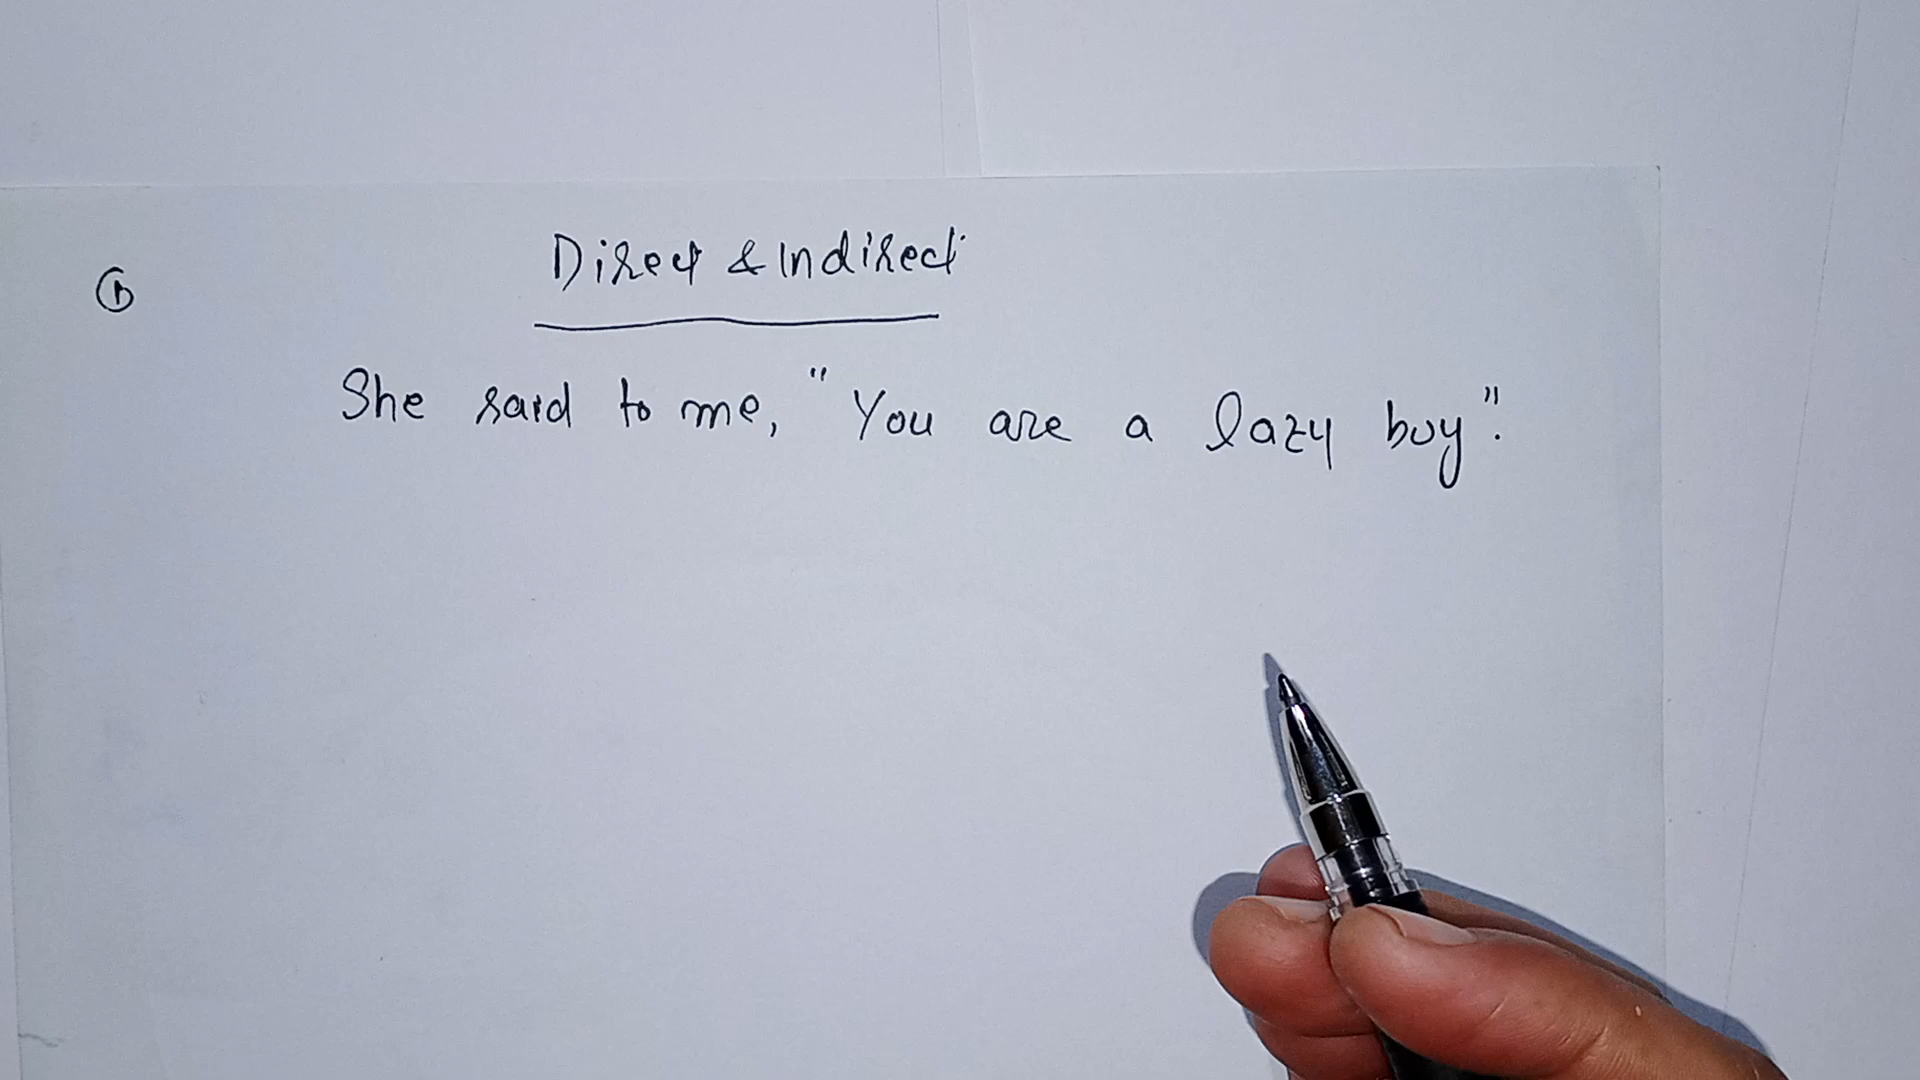 Direct & Indirect
①
She said to me, "You are a lazy boy".